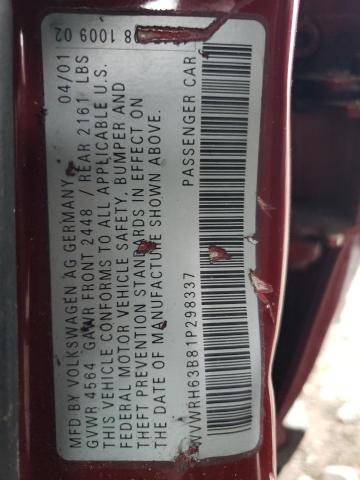 MFD BY VOLKSWAGEN AG GERMANY 04/01
GVWR 4564 GAWR FRONT 2448 / REAR 2161 LBS
THIS VEHICLE CONFORMS TO ALL APPLICABLE U.S.
FEDERAL MOTOR VEHICLE SAFETY, BUMPER AND
THEFT PREVENTION STANDARDS IN EFFECT ON
THE DATE OF MANUFACTURE SHOWN ABOVE.
WVWRH63B81P298337 PASSENGER CAR
8 1009 02